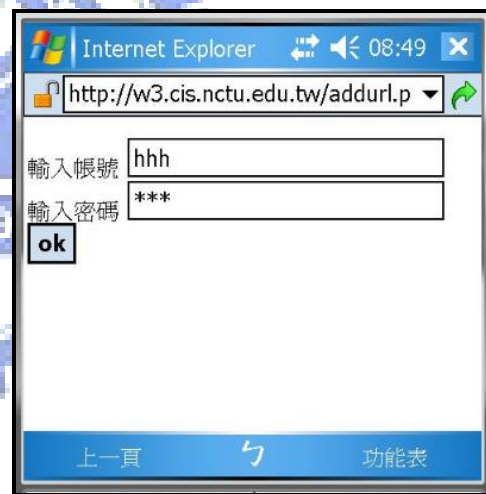 Internet Explorer 08:49
http://w3.cis.nctu.edu.tw/addurl.p
輸入帳號 hhh
輸入密碼 ***
ok
上一頁 ㄅ 功能表